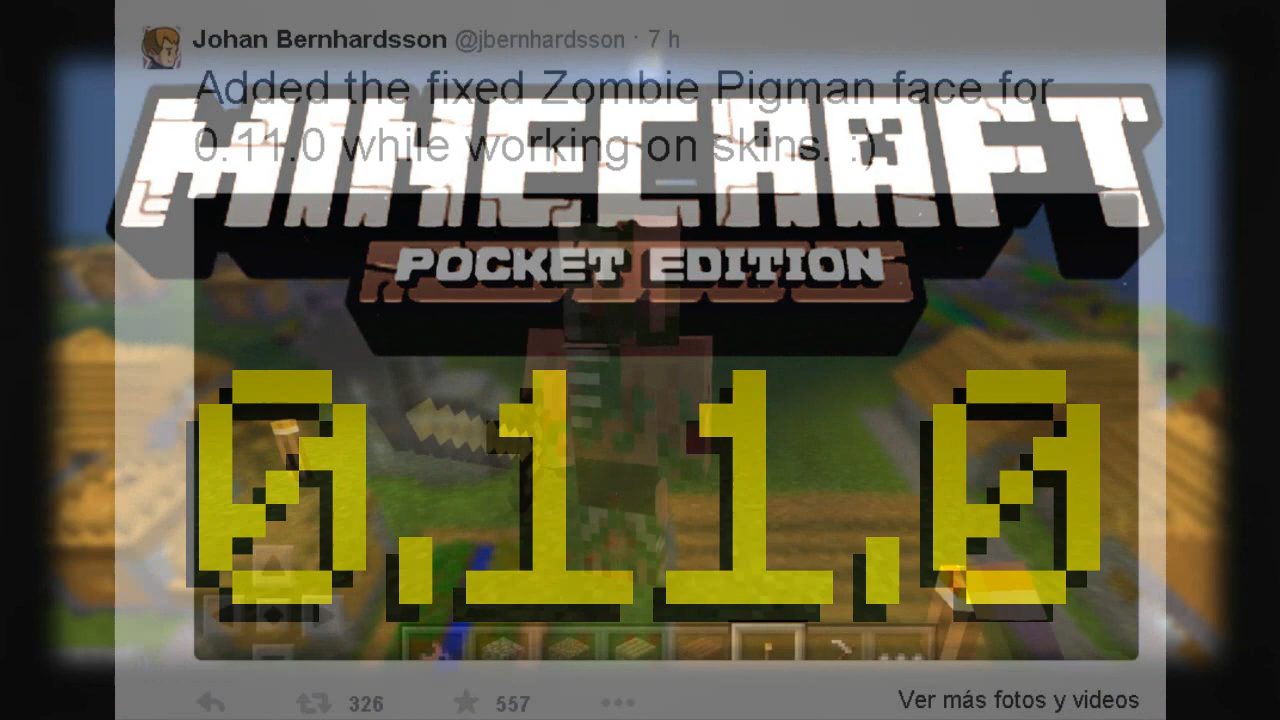 Johan Bernhardsson @jbernhardsson · 7 h
Added the fixed Zombie Pigman face for
0.11.0 while working on skins. :)
MINECRAFT
POCKET EDITION
0.11.0
326 557
Ver más fotos y videos